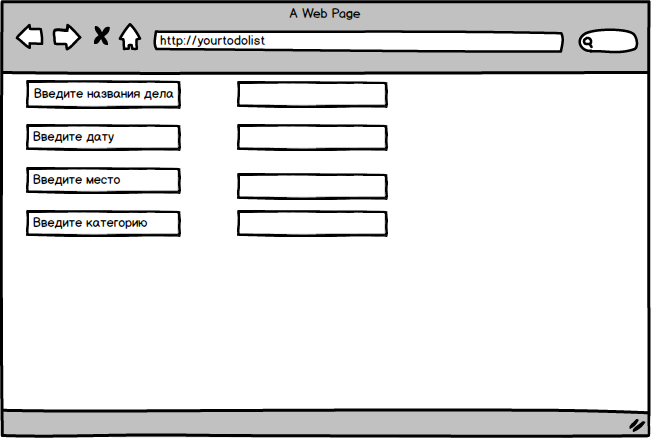 A Web Page
http://yourtodolist
Введите названия дела
Введите дату
Введите место
Введите категорию